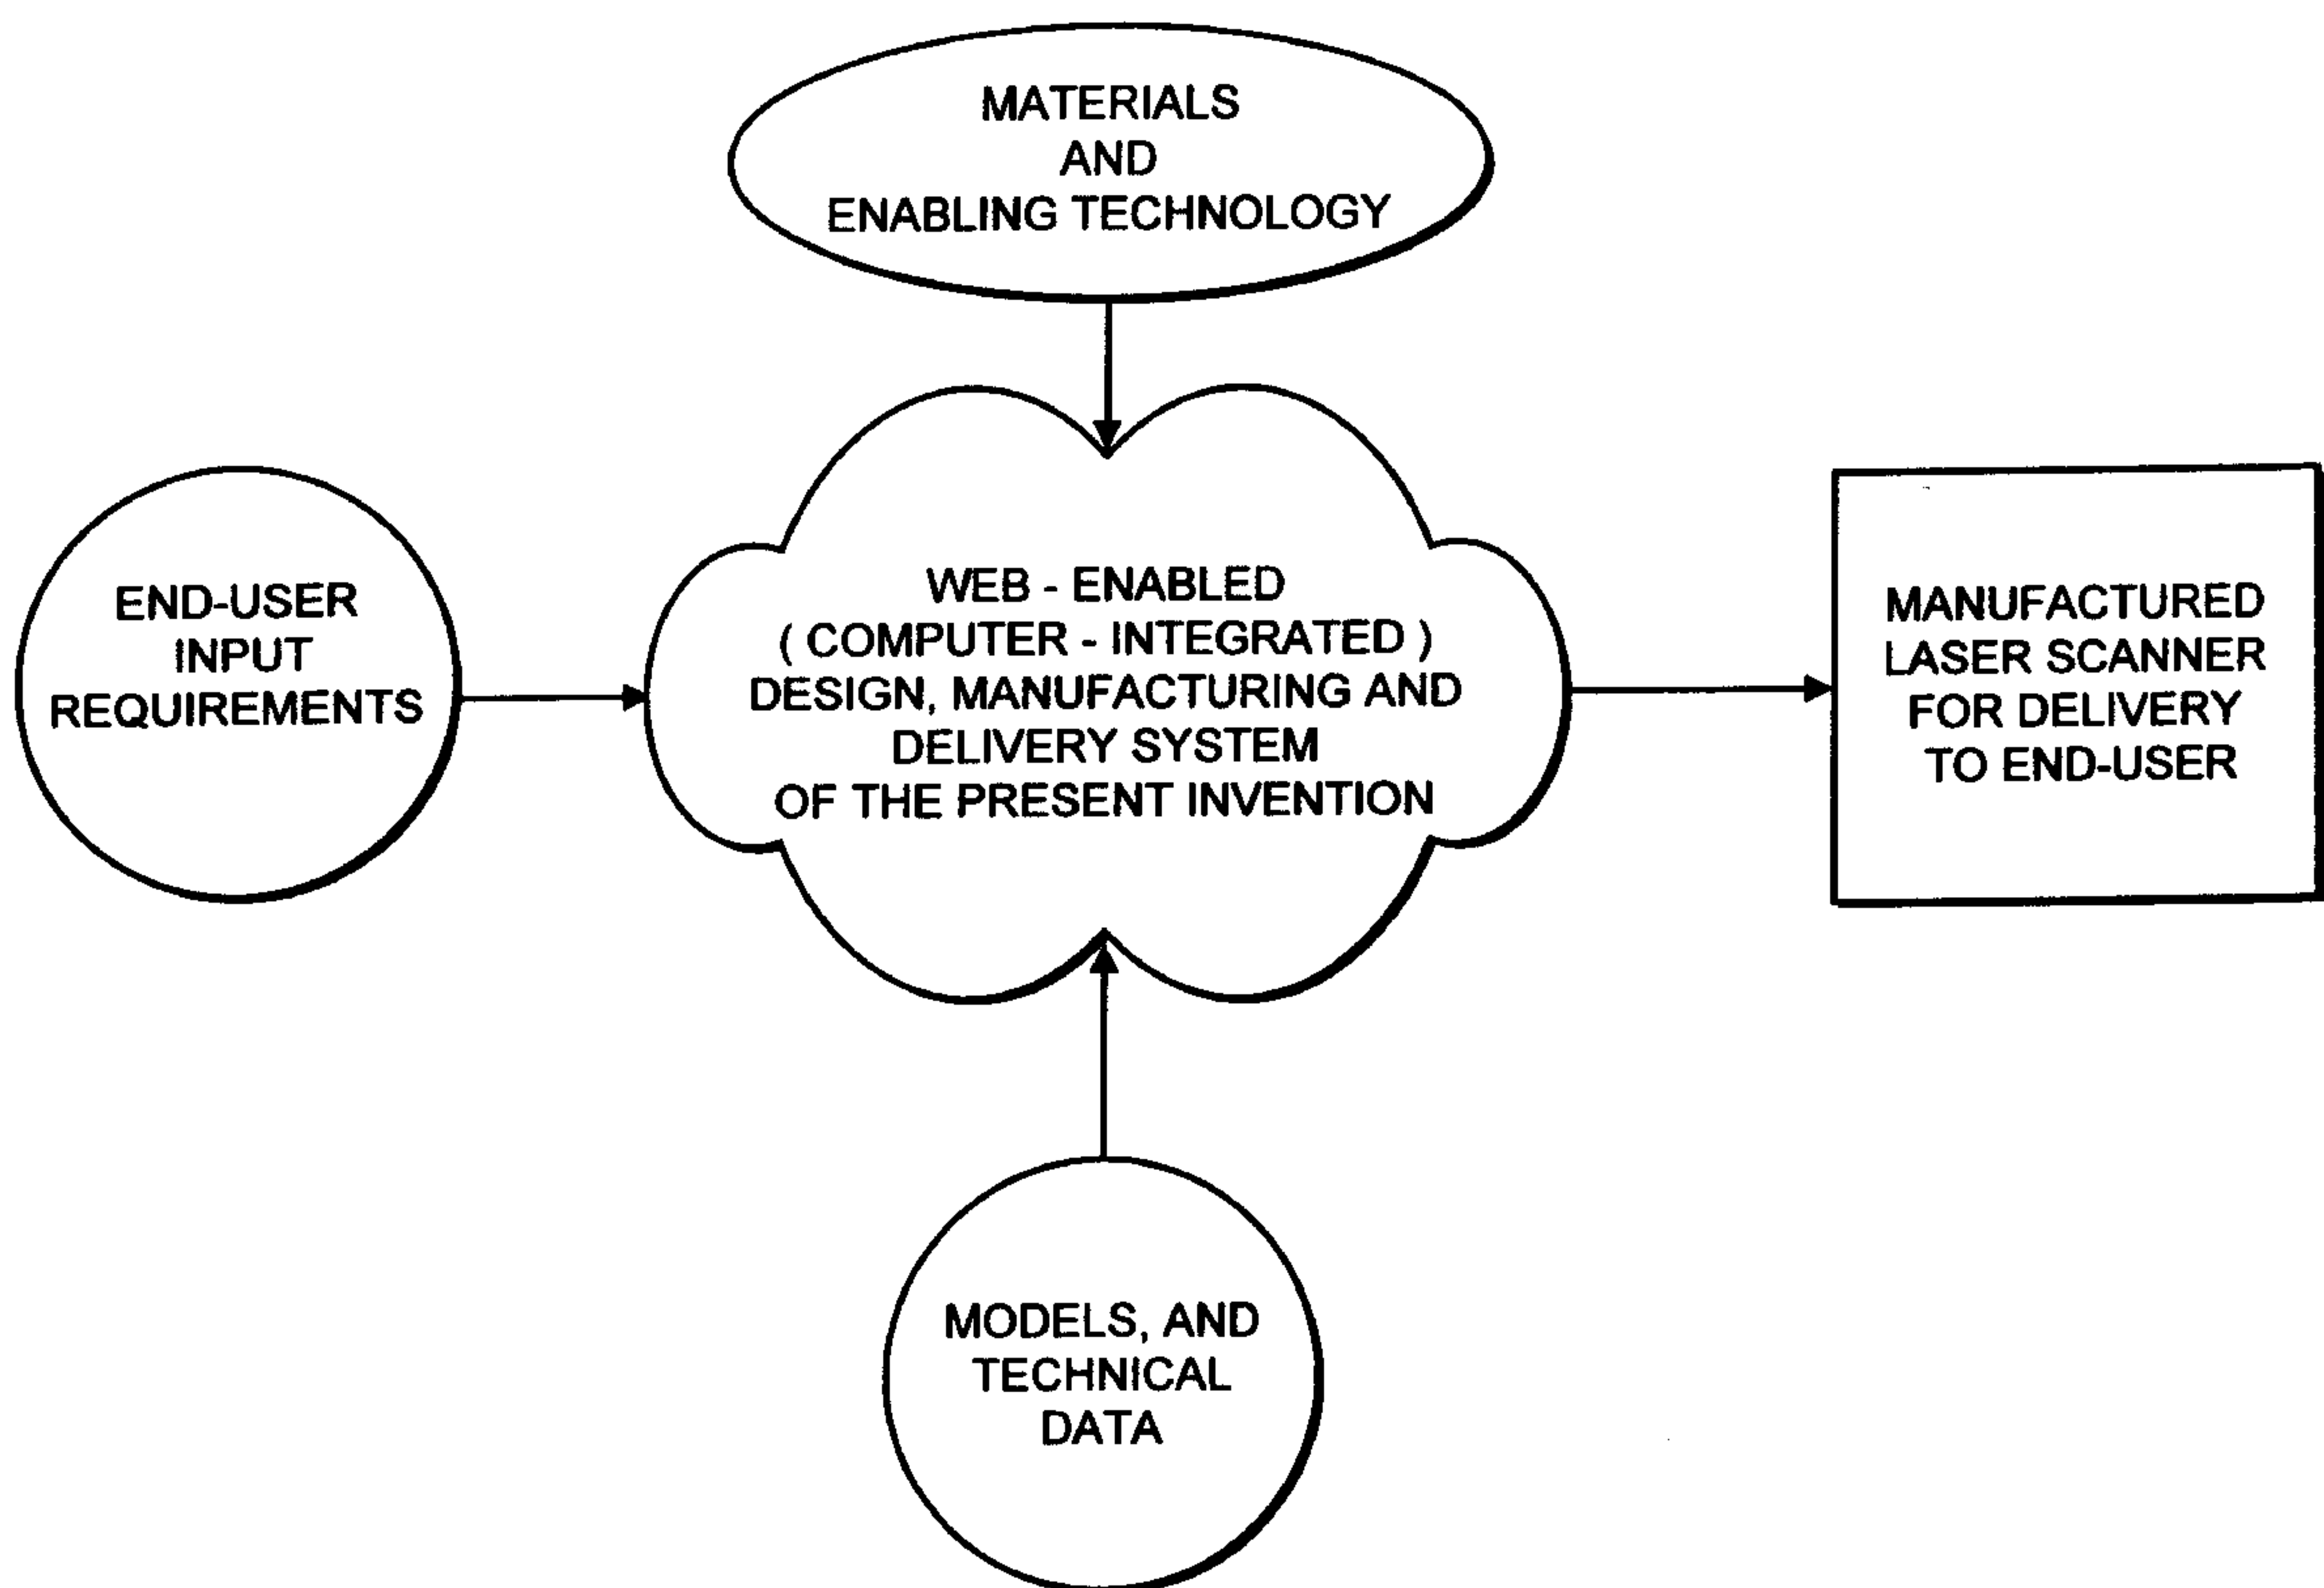 MATERIALS
AND
ENABLING TECHNOLOGY
END-USER
INPUT
REQUIREMENTS
WEB - ENABLED
( COMPUTER - INTEGRATED )
DESIGN, MANUFACTURING AND
DELIVERY SYSTEM
OF THE PRESENT INVENTION
MANUFACTURED
LASER SCANNER
FOR DELIVERY
TO END-USER
MODELS, AND
TECHNICAL
DATA